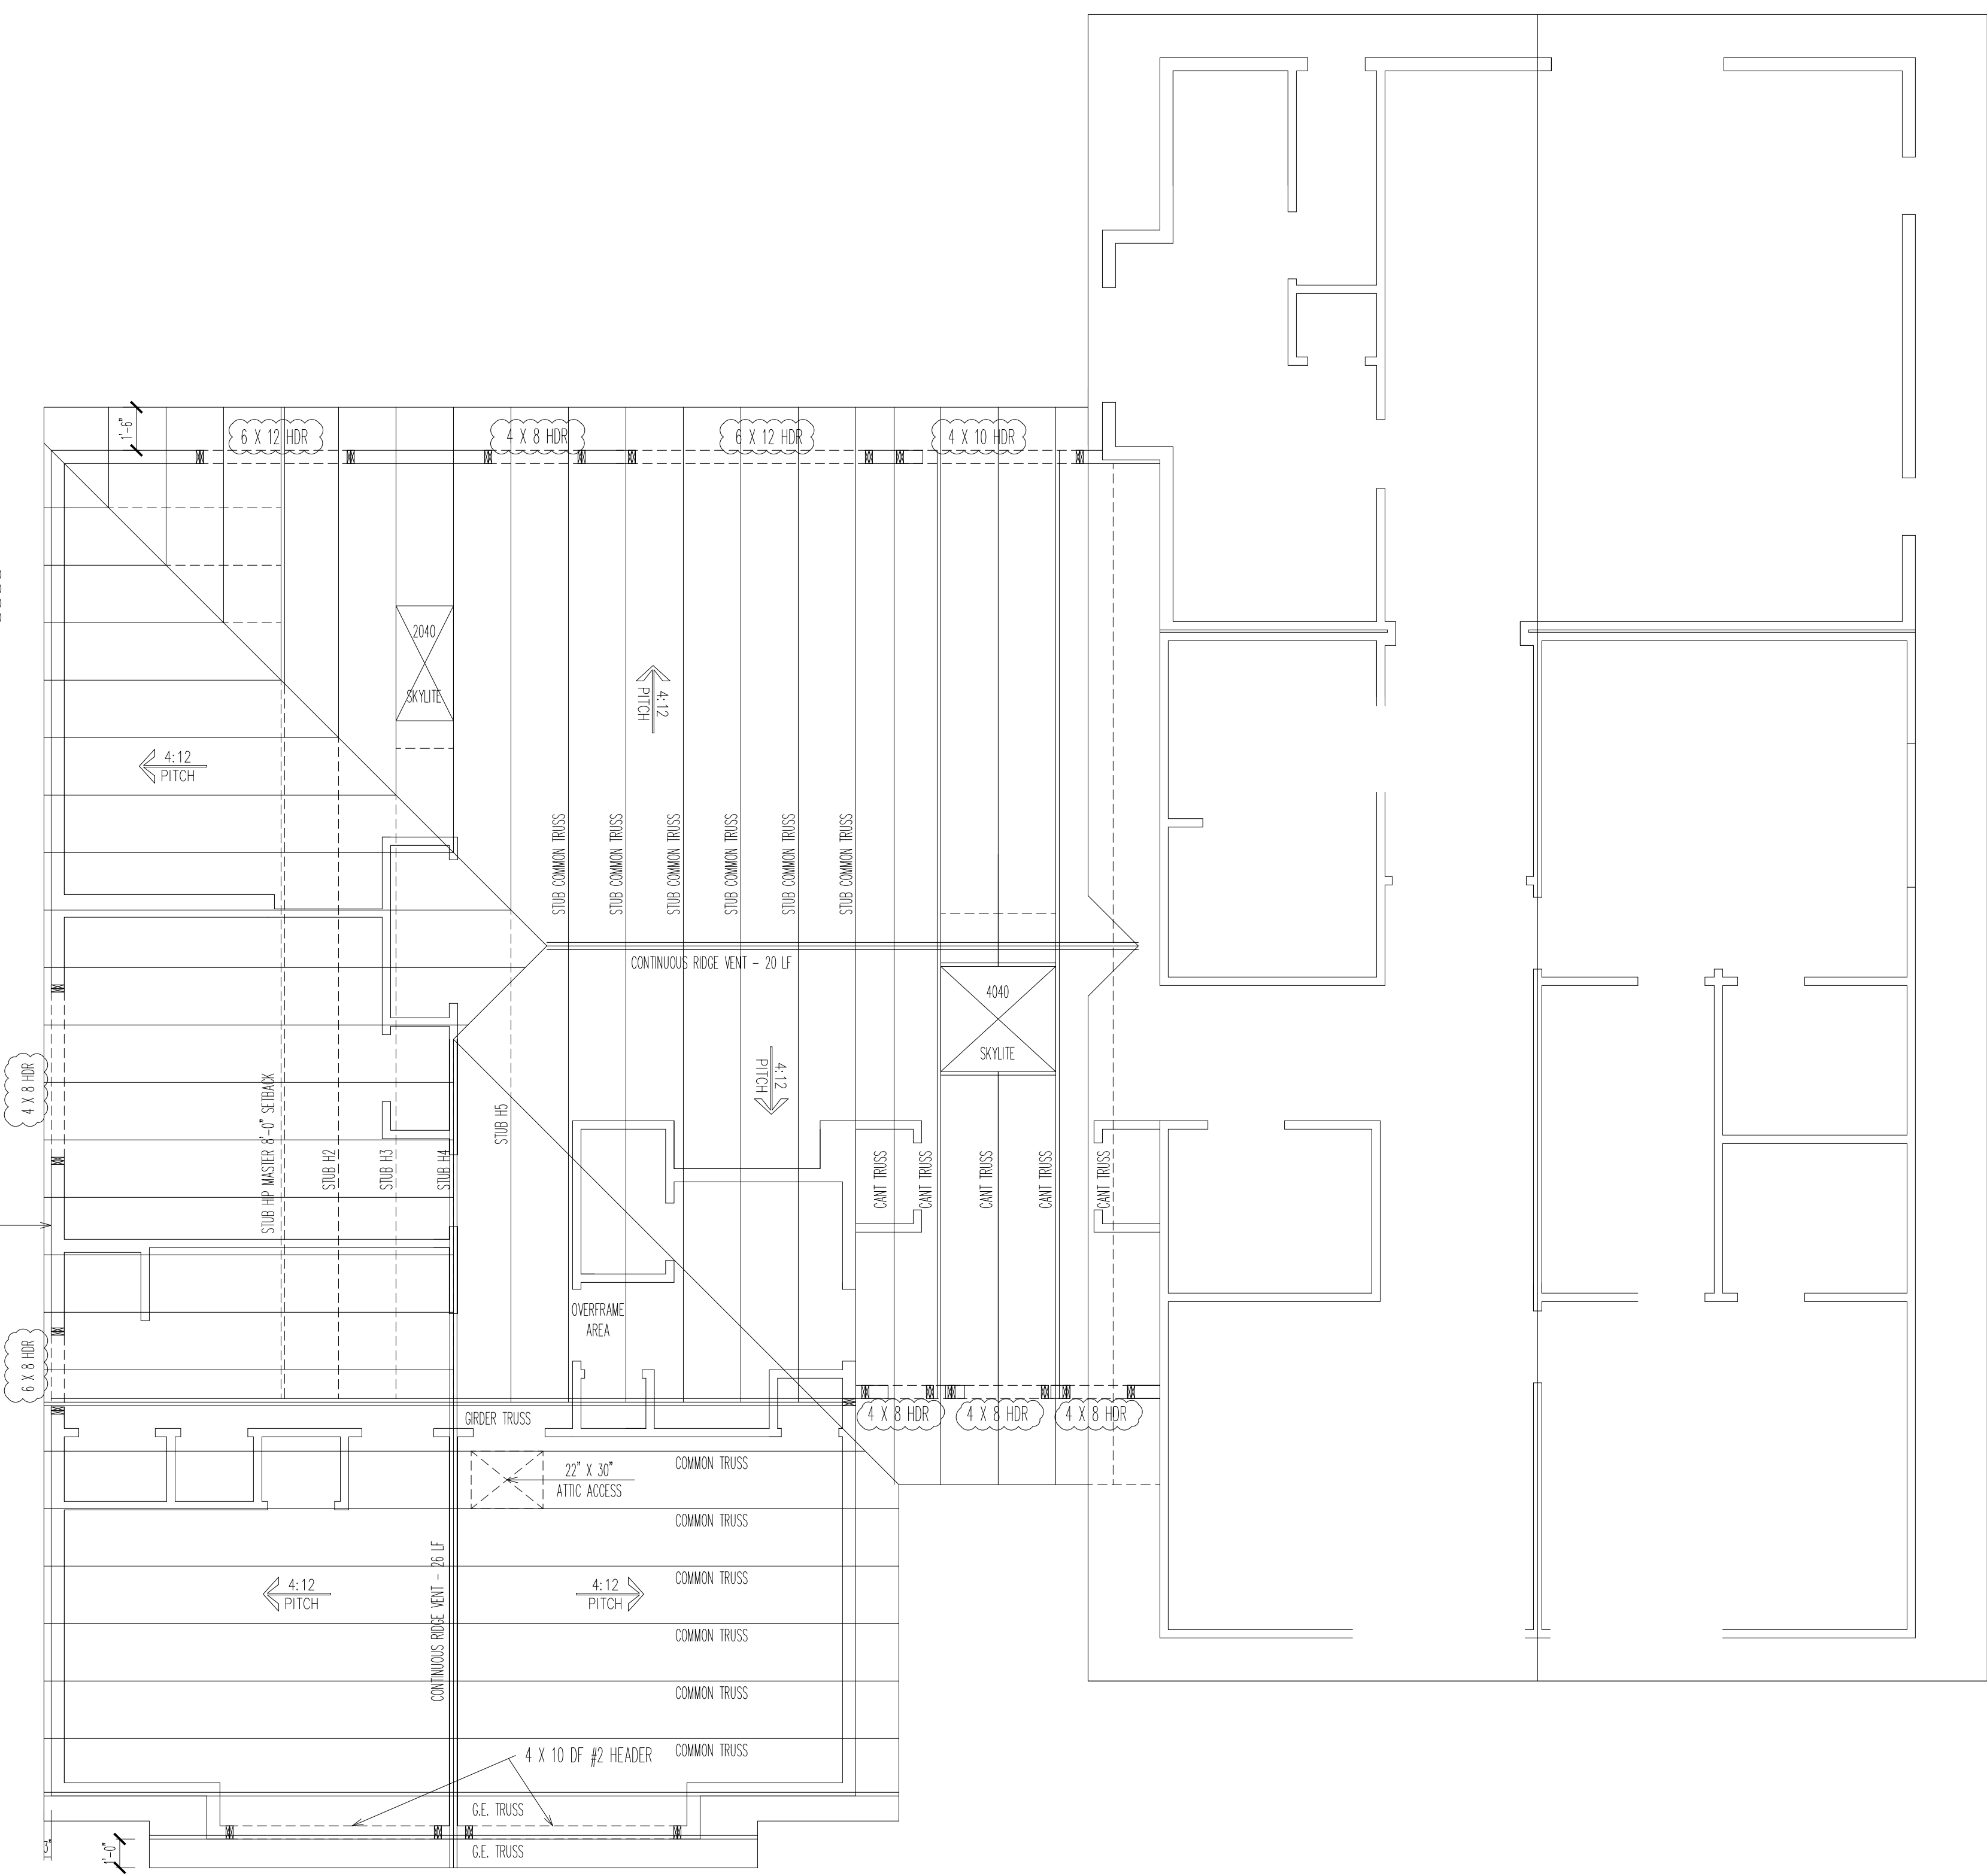 1'-6"
6 X 12 HDR
4 X 8 HDR
6 X 12 HDR
4 X 10 HDR
2040
SKYLITE
4:12
PITCH
4:12
PITCH
STUB COMMON TRUSS
STUB COMMON TRUSS
STUB COMMON TRUSS
STUB COMMON TRUSS
STUB COMMON TRUSS
STUB COMMON TRUSS
CONTINUOUS RIDGE VENT - 20 LF
4040
SKYLITE
4:12
PITCH
4 X 8 HDR
STUB HIP MASTER 8'-0" SETBACK
STUB H2
STUB H3
STUB H4
STUB H5
CANT TRUSS
CANT TRUSS
CANT TRUSS
CANT TRUSS
CANT TRUSS
OVERFRAME
AREA
6 X 8 HDR
4 X 8 HDR
4 X 8 HDR
4 X 8 HDR
GIRDER TRUSS
22" X 30"
ATTIC ACCESS
COMMON TRUSS
COMMON TRUSS
COMMON TRUSS
COMMON TRUSS
COMMON TRUSS
COMMON TRUSS
4:12
PITCH
4:12
PITCH
CONTINUOUS RIDGE VENT - 26 LF
4 X 10 DF #2 HEADER
G.E. TRUSS
G.E. TRUSS
3"
1'-0"